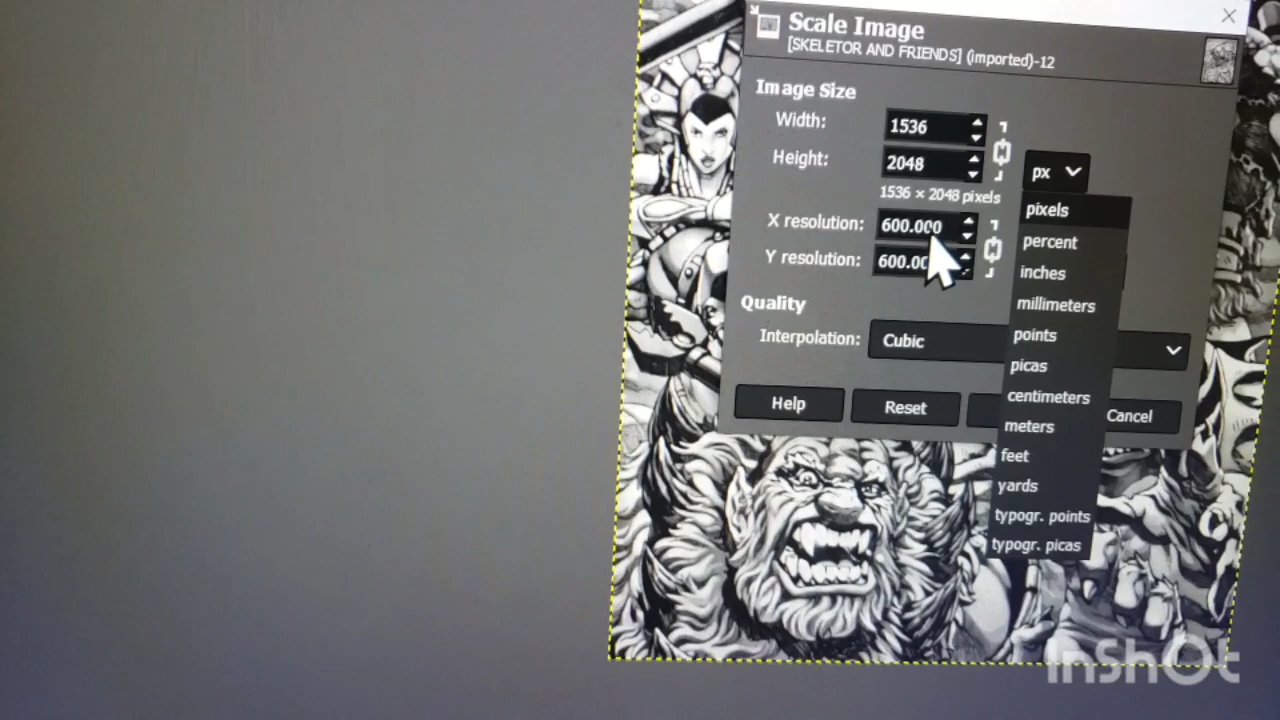 Scale Image
[SKELETOR AND FRIENDS] (imported)-12
Image Size
Width: 1536
Height: 2048 px
1536 × 2048 pixels
X resolution: 600.000
Y resolution:
pixels
percent
inches
millimeters
points
picas
centimeters
meters
feet
yards
typogr. points
typogr. picas
Quality
Interpolation: Cubic
Help Reset Cancel
InShOt